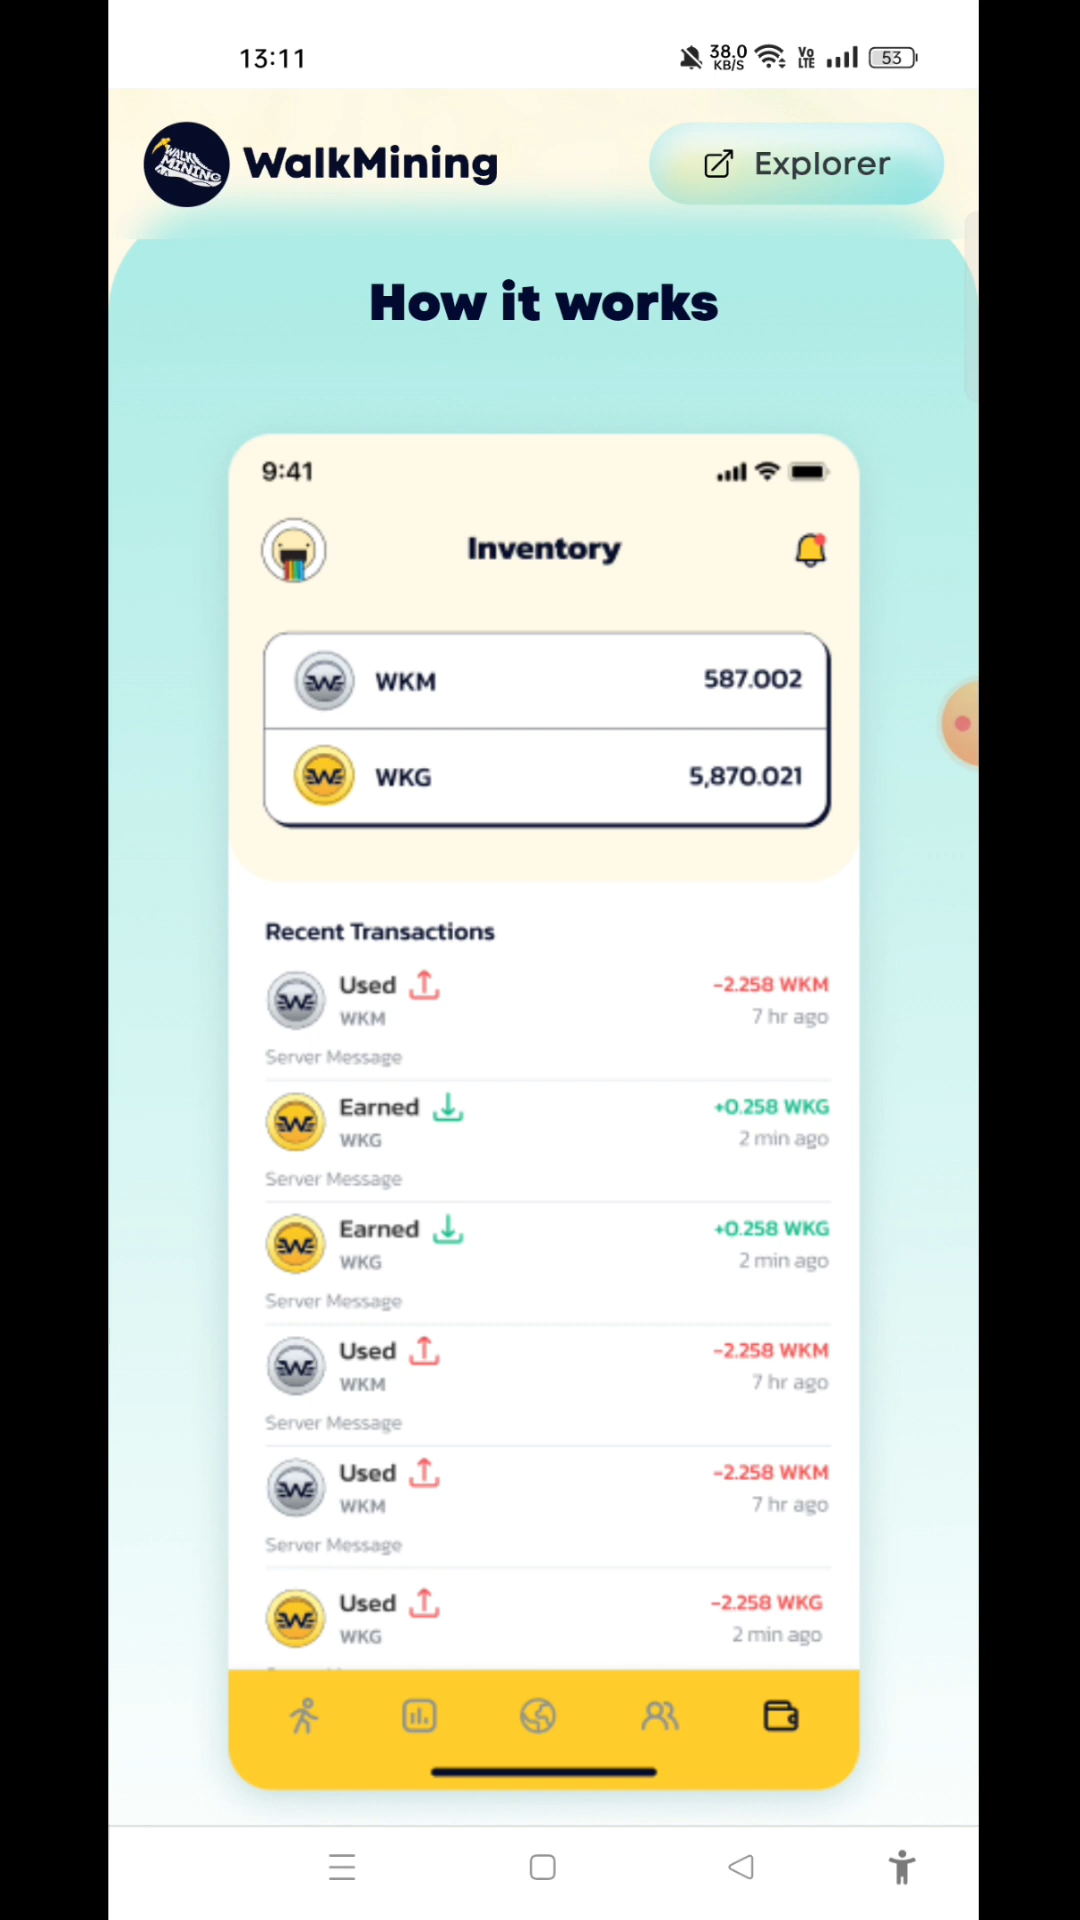 13:11
38.0 KB/S Vo LTE 53
WALK MINING
WalkMining
Explorer
How it works
9:41
Inventory
WKM 587.002
WKG 5,870.021
Recent Transactions
Used -2.258 WKM
WKM 7 hr ago
Server Message
Earned +0.258 WKG
WKG 2 min ago
Server Message
Earned +0.258 WKG
WKG 2 min ago
Server Message
Used -2.258 WKM
WKM 7 hr ago
Server Message
Used -2.258 WKM
WKM 7 hr ago
Server Message
Used -2.258 WKG
WKG 2 min ago